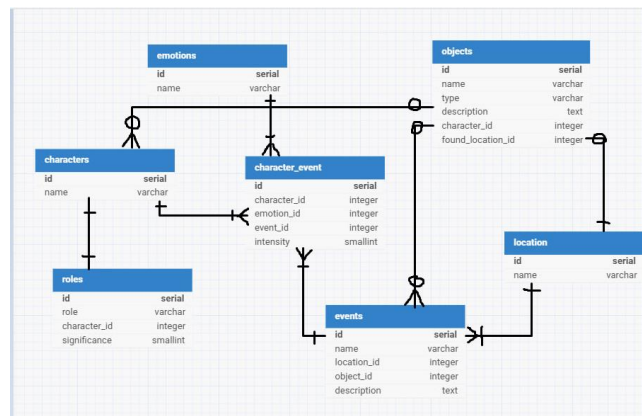 emotions
id serial
name varchar
objects
id serial
name varchar
type varchar
description text
character_id integer
found_location_id integer
characters
id serial
name varchar
character_event
id serial
character_id integer
emotion_id integer
event_id integer
intensity smallint
location
id serial
name varchar
roles
id serial
role varchar
character_id integer
significance smallint
events
id serial
name varchar
location_id integer
object_id integer
description text